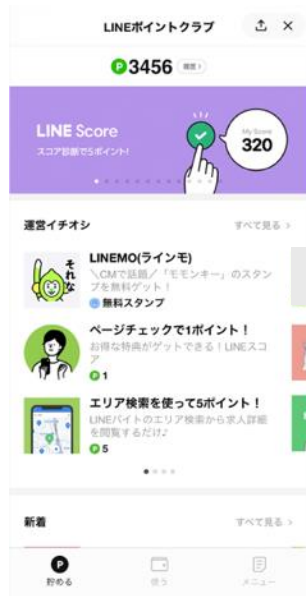 LINEポイントクラブ
P 3456 履歴 >
LINE Score
スコア診断で5ポイント!
My Score
320
運営イチオシ
すべて見る >
それな
LINEMO(ラインモ)
＼CMで話題／「モモンキー」のスタン
プを無料ゲット！
無料スタンプ
ページチェックで1ポイント！
お得な特典がゲットできる！LINEスコ
ア
P 1
エリア検索を使って5ポイント！
LINEバイトのエリア検索から求人詳細
を閲覧するだけ♪
P 5
新着
すべて見る >
P
貯める
使う
メニュー